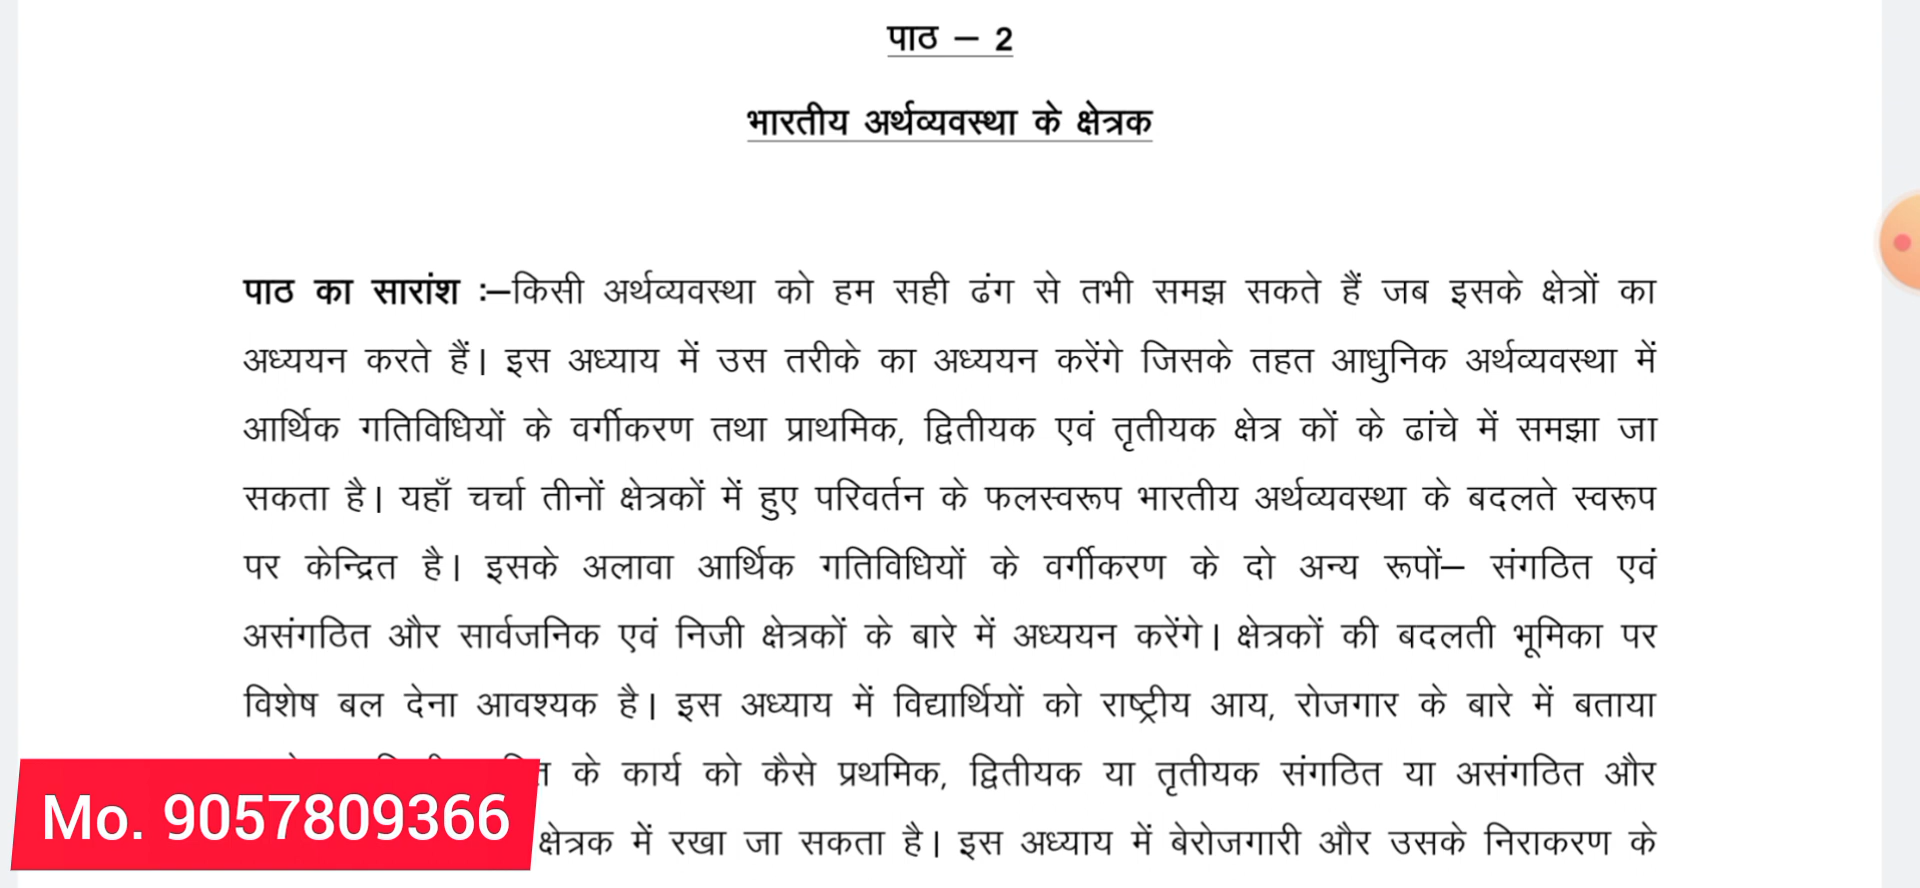 पाठ – 2
भारतीय अर्थव्यवस्था के क्षेत्रक
पाठ का सारांश :–किसी अर्थव्यवस्था को हम सही ढंग से तभी समझ सकते हैं जब इसके क्षेत्रों का
अध्ययन करते हैं। इस अध्याय में उस तरीके का अध्ययन करेंगे जिसके तहत आधुनिक अर्थव्यवस्था में
आर्थिक गतिविधियों के वर्गीकरण तथा प्राथमिक, द्वितीयक एवं तृतीयक क्षेत्र कों के ढांचे में समझा जा
सकता है। यहाँ चर्चा तीनों क्षेत्रकों में हुए परिवर्तन के फलस्वरूप भारतीय अर्थव्यवस्था के बदलते स्वरूप
पर केन्द्रित है। इसके अलावा आर्थिक गतिविधियों के वर्गीकरण के दो अन्य रूपों– संगठित एवं
असंगठित और सार्वजनिक एवं निजी क्षेत्रकों के बारे में अध्ययन करेंगे। क्षेत्रकों की बदलती भूमिका पर
विशेष बल देना आवश्यक है। इस अध्याय में विद्यार्थियों को राष्ट्रीय आय, रोजगार के बारे में बताया
के कार्य को कैसे प्रथमिक, द्वितीयक या तृतीयक संगठित या असंगठित और
क्षेत्रक में रखा जा सकता है। इस अध्याय में बेरोजगारी और उसके निराकरण के
Mo. 9057809366